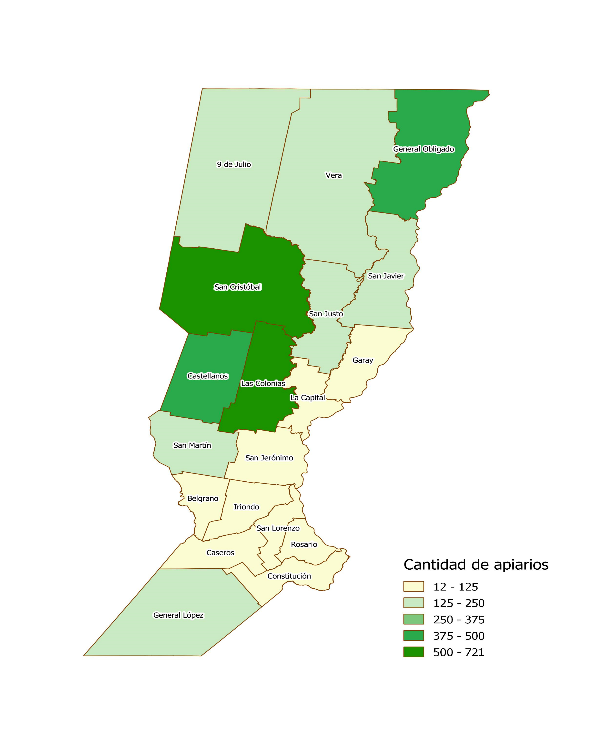 General Obligado
9 de Julio
Vera
San Javier
San Cristóbal
San Justo
Garay
Castellanos
Las Colonias
La Capital
San Martín
San Jerónimo
Belgrano
Iriondo
San Lorenzo
Rosario
Caseros
Constitución
General López
Cantidad de apiarios
12 - 125
125 - 250
250 - 375
375 - 500
500 - 721